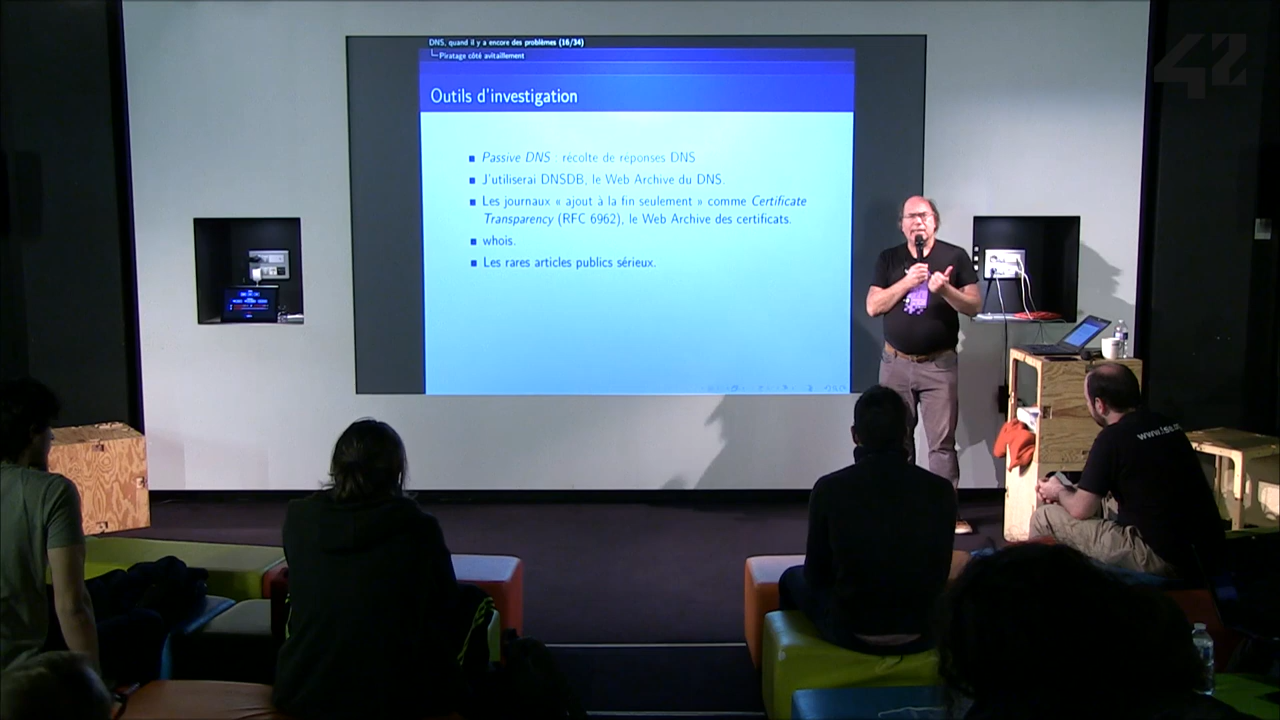 42
DNS, quand il y a encore des problèmes (16/34)
Piratage côté avitaillement
Outils d'investigation
Passive DNS : récolte de réponses DNS
J'utiliserai DNSDB, le Web Archive du DNS.
Les journaux « ajout à la fin seulement » comme Certificate
Transparency (RFC 6962), le Web Archive des certificats.
whois.
Les rares articles publics sérieux.